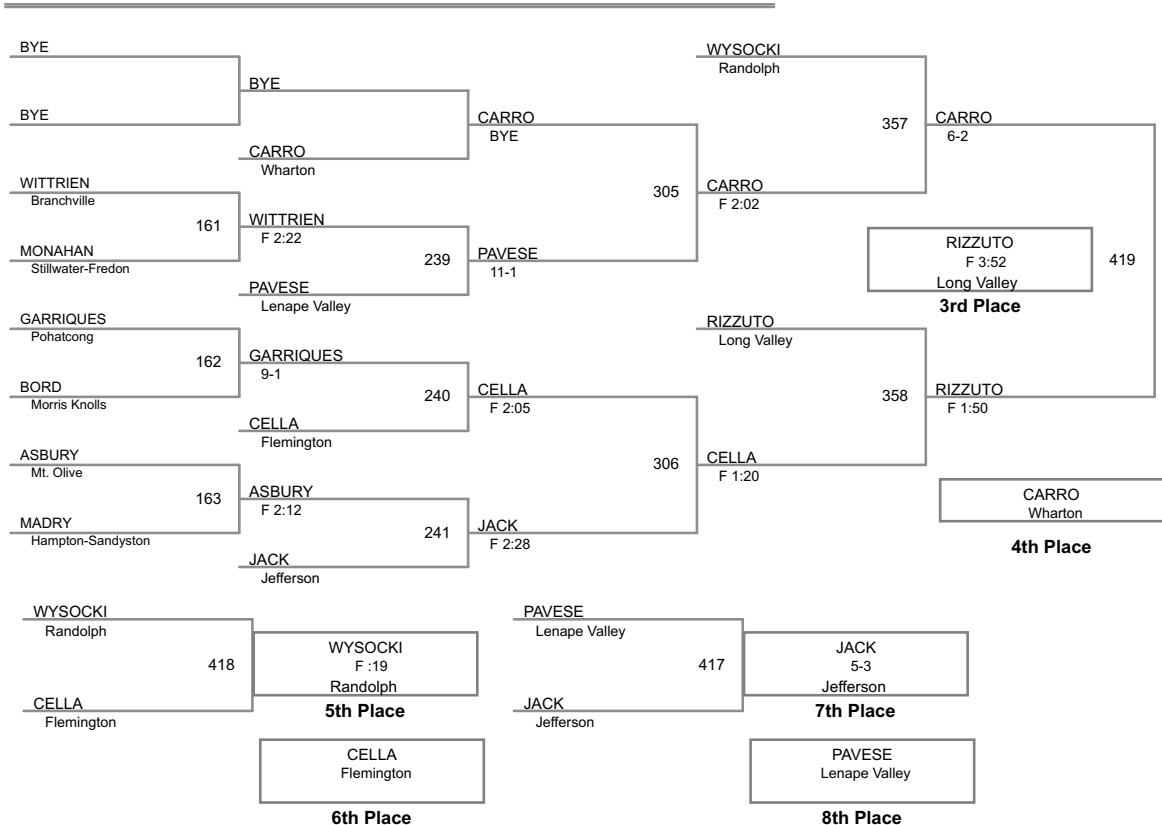 BYE
BYE
BYE
CARRO
Wharton
CARRO
BYE
WITTRIEN
Branchville
161
MONAHAN
Stillwater-Fredon
WITTRIEN
F 2:22
239
PAVESE
Lenape Valley
PAVESE
11-1
305
CARRO
F 2:02
GARRIQUES
Pohatcong
162
BORD
Morris Knolls
GARRIQUES
9-1
240
CELLA
Flemington
CELLA
F 2:05
ASBURY
Mt. Olive
163
MADRY
Hampton-Sandyston
ASBURY
F 2:12
241
JACK
Jefferson
JACK
F 2:28
306
CELLA
F 1:20
WYSOCKI
Randolph
357
CARRO
6-2
RIZZUTO
Long Valley
358
RIZZUTO
F 1:50
419
RIZZUTO
F 3:52
Long Valley
3rd Place
CARRO
Wharton
4th Place
WYSOCKI
Randolph
418
CELLA
Flemington
WYSOCKI
F :19
Randolph
5th Place
CELLA
Flemington
6th Place
PAVESE
Lenape Valley
417
JACK
Jefferson
JACK
5-3
Jefferson
7th Place
PAVESE
Lenape Valley
8th Place